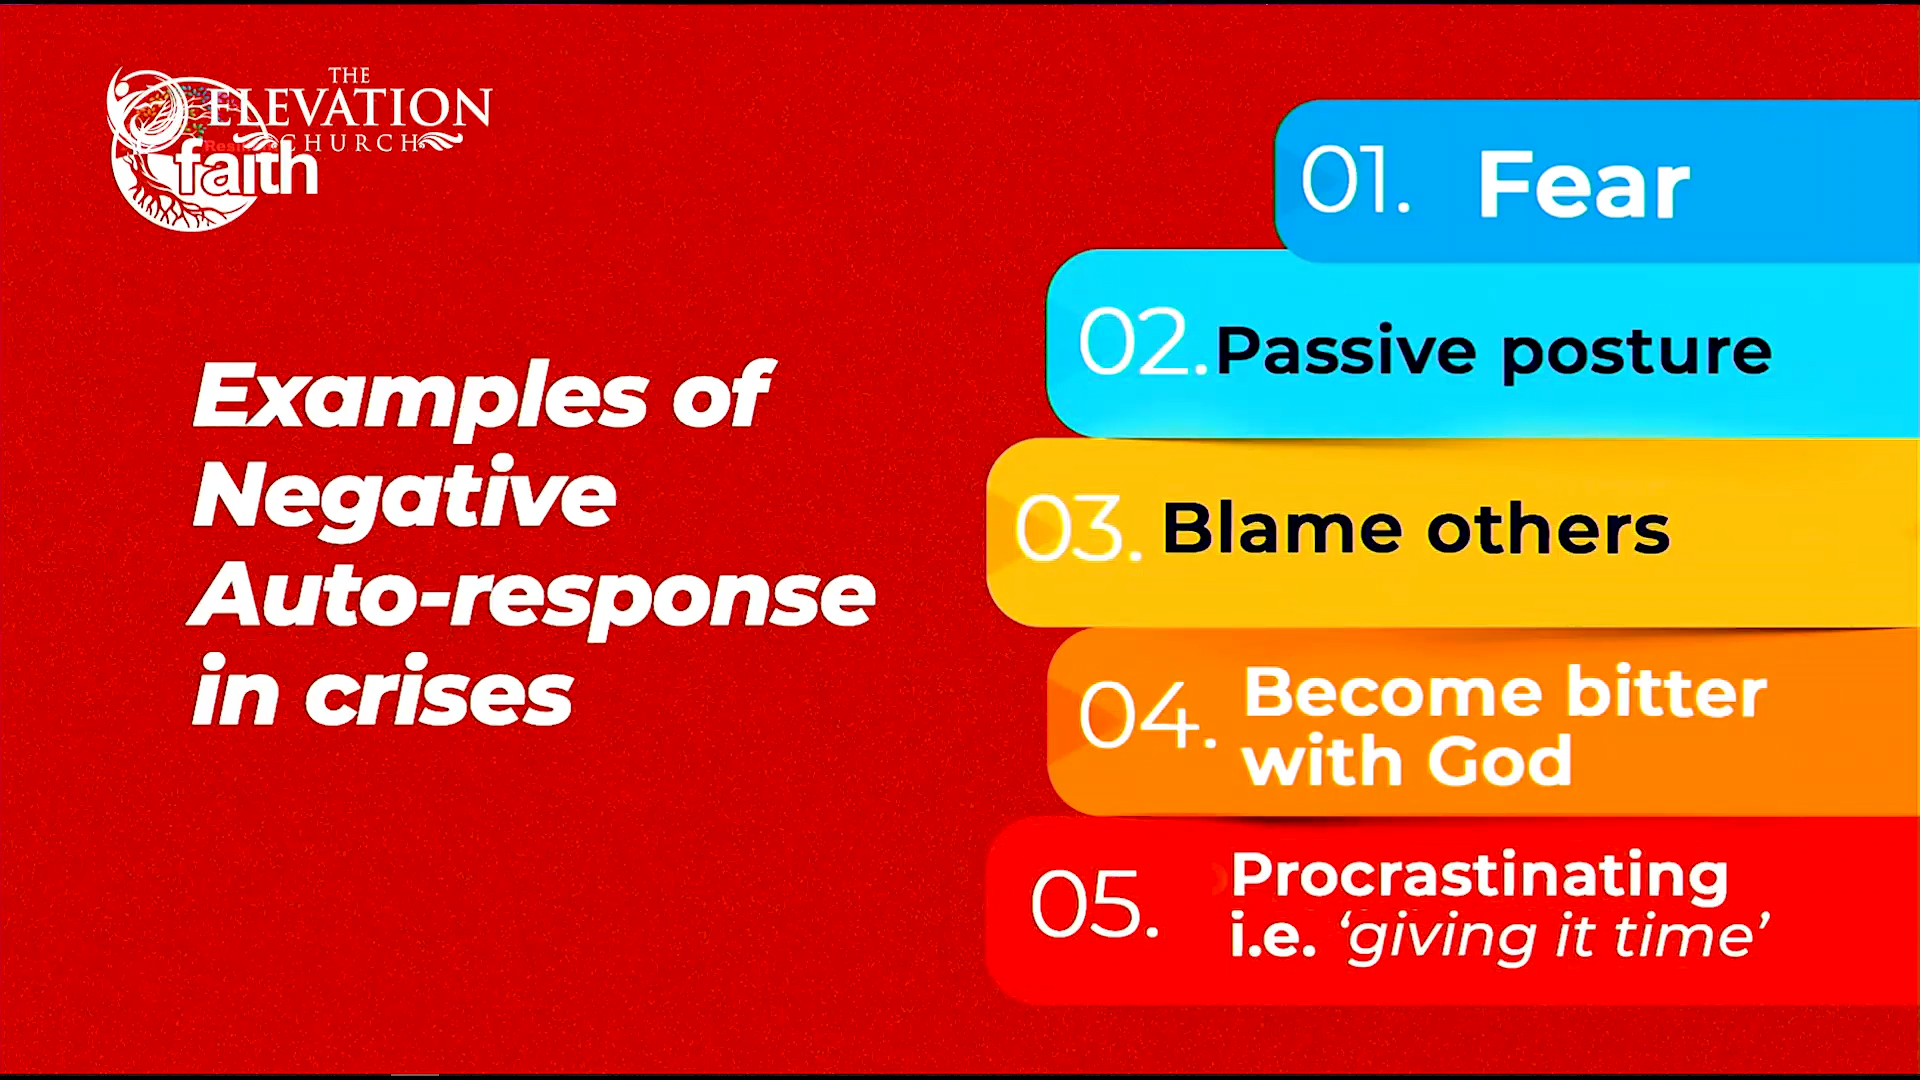 THE
ELEVATION
CHURCH
faith
Examples of
Negative
Auto-response
in crises
01. Fear
02. Passive posture
03. Blame others
04. Become bitter
with God
05. Procrastinating
i.e. ‘giving it time’